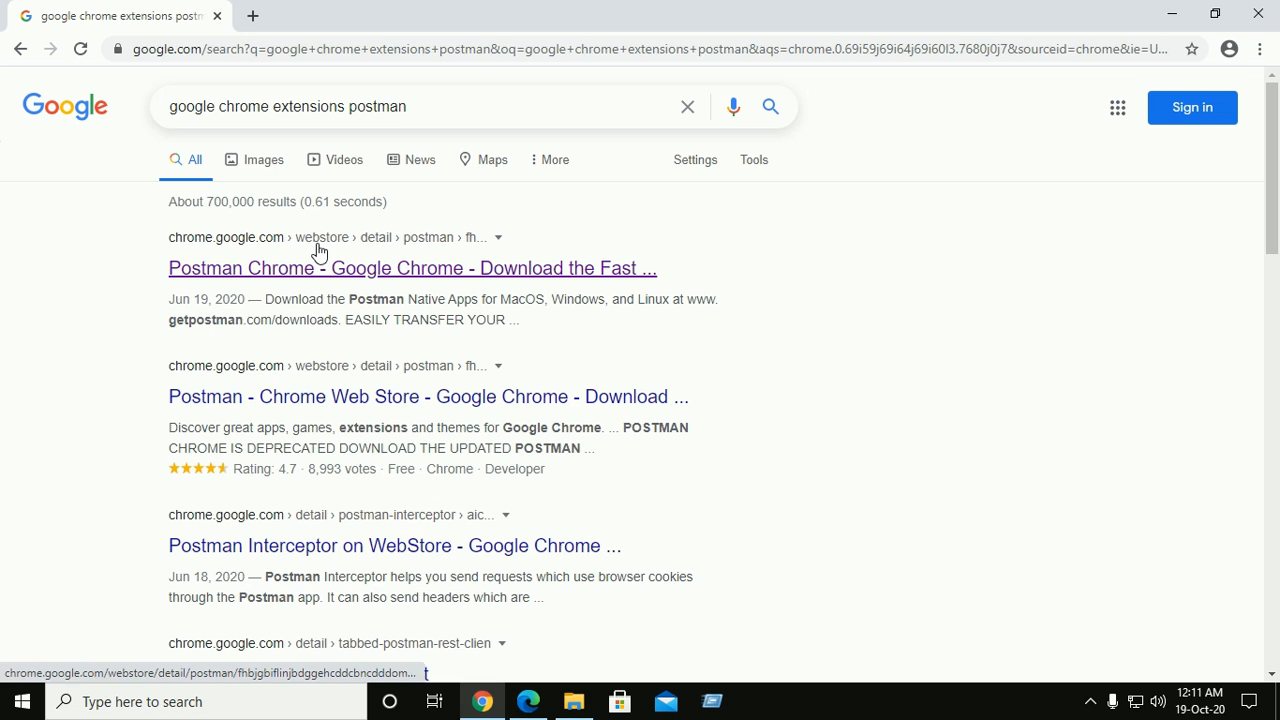 google chrome extensions postm
google.com/search?q=google+chrome+extensions+postman&oq=google+chrome+extensions+postman&aqs=chrome.0.69i59j69i64j69i60l3.7680j0j7&sourceid=chrome&ie=U...
Google
google chrome extensions postman
Sign in
All Images Videos News Maps More Settings Tools
About 700,000 results (0.61 seconds)
chrome.google.com › webstore › detail › postman › fh...
Postman Chrome - Google Chrome - Download the Fast ...
Jun 19, 2020 — Download the Postman Native Apps for MacOS, Windows, and Linux at www.
getpostman.com/downloads. EASILY TRANSFER YOUR ...
chrome.google.com › webstore › detail › postman › fh...
Postman - Chrome Web Store - Google Chrome - Download ...
Discover great apps, games, extensions and themes for Google Chrome. ... POSTMAN
CHROME IS DEPRECATED DOWNLOAD THE UPDATED POSTMAN ...
Rating: 4.7 · 8,993 votes · Free · Chrome · Developer
chrome.google.com › detail › postman-interceptor › aic...
Postman Interceptor on WebStore - Google Chrome ...
Jun 18, 2020 — Postman Interceptor helps you send requests which use browser cookies
through the Postman app. It can also send headers which are ...
chrome.google.com › detail › tabbed-postman-rest-clien
chrome.google.com/webstore/detail/postman/fhbjgbiflinjbdggehcddcbncdddom...
Type here to search
12:11 AM
19-Oct-20